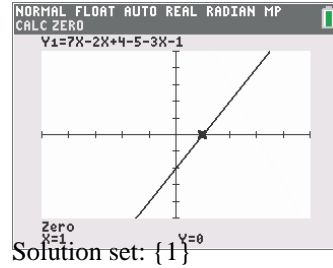 NORMAL FLOAT AUTO REAL RADIAN MP
CALC ZERO
Y1=7X-2X+4-5-3X-1
Zero
X=1 Y=0
Solution set: {1}